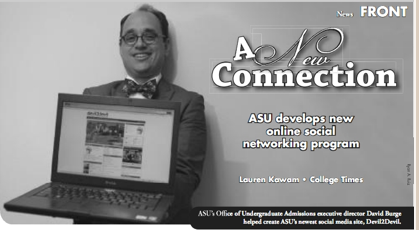 News FRONT
A New
Connection
ASU develops new
online social
networking program
Lauren Kawam • College Times
devil2devil
ASU's Office of Undergraduate Admissions executive director David Burge
helped create ASU's newest social media site, Devil2Devil.